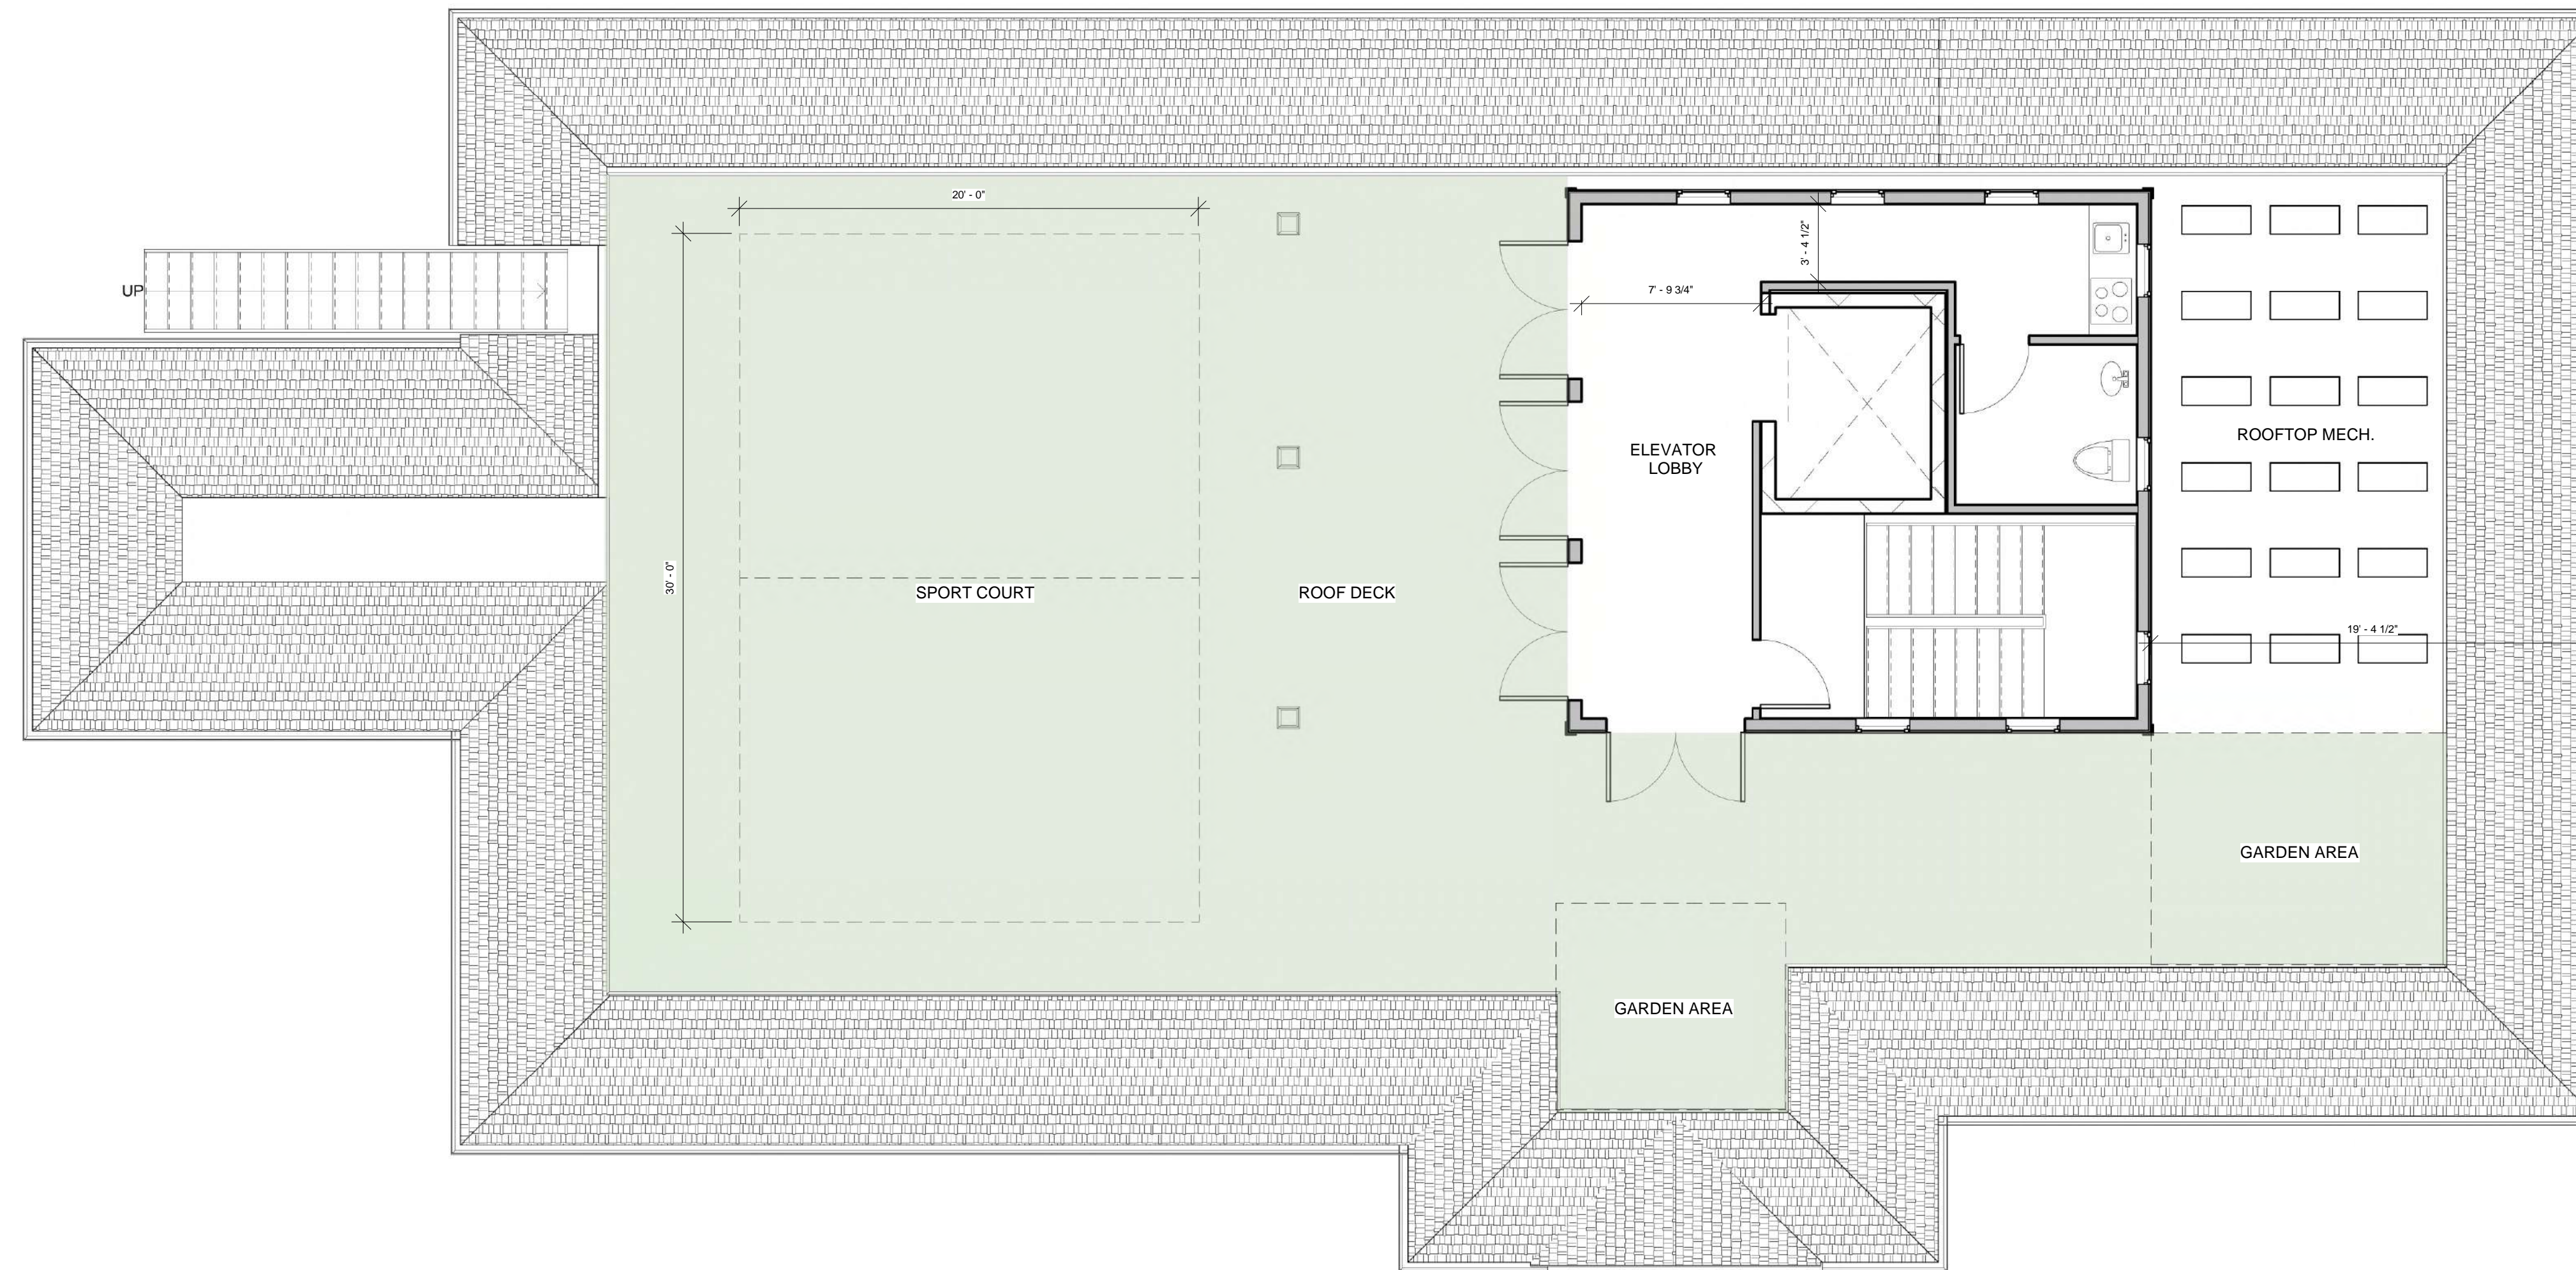 20' - 0"
UP
3' - 4 1/2"
7' - 9 3/4"
ROOFTOP MECH.
ELEVATOR
LOBBY
30' - 0"
SPORT COURT
ROOF DECK
19' - 4 1/2"
GARDEN AREA
GARDEN AREA